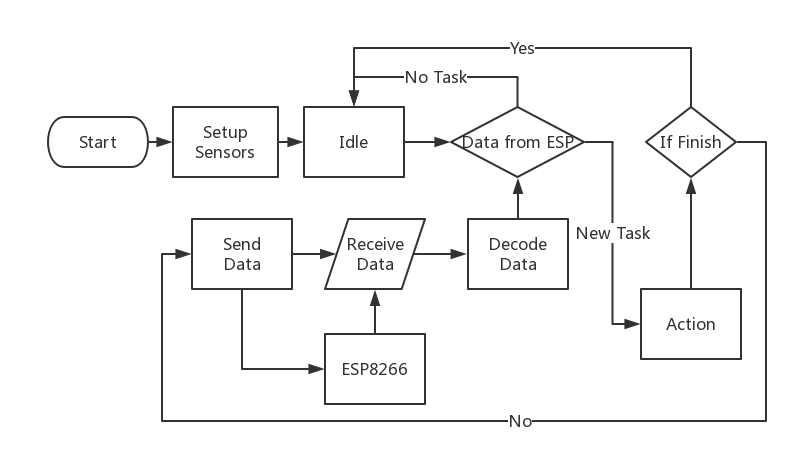 Yes
No Task
Start
Setup
Sensors
Idle
Data from ESP
If Finish
Send
Data
Receive
Data
Decode
Data
New Task
Action
ESP8266
No